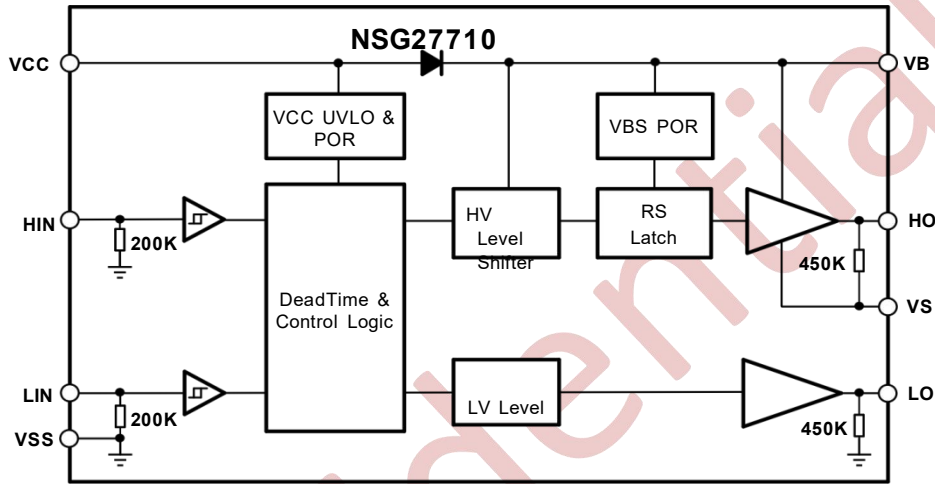 NSG27710
VCC
VB
VCC UVLO &
POR
VBS POR
HIN
200K
HV
Level
Shifter
RS
Latch
HO
450K
VS
DeadTime &
Control Logic
LIN
200K
VSS
LV Level
LO
450K
idential